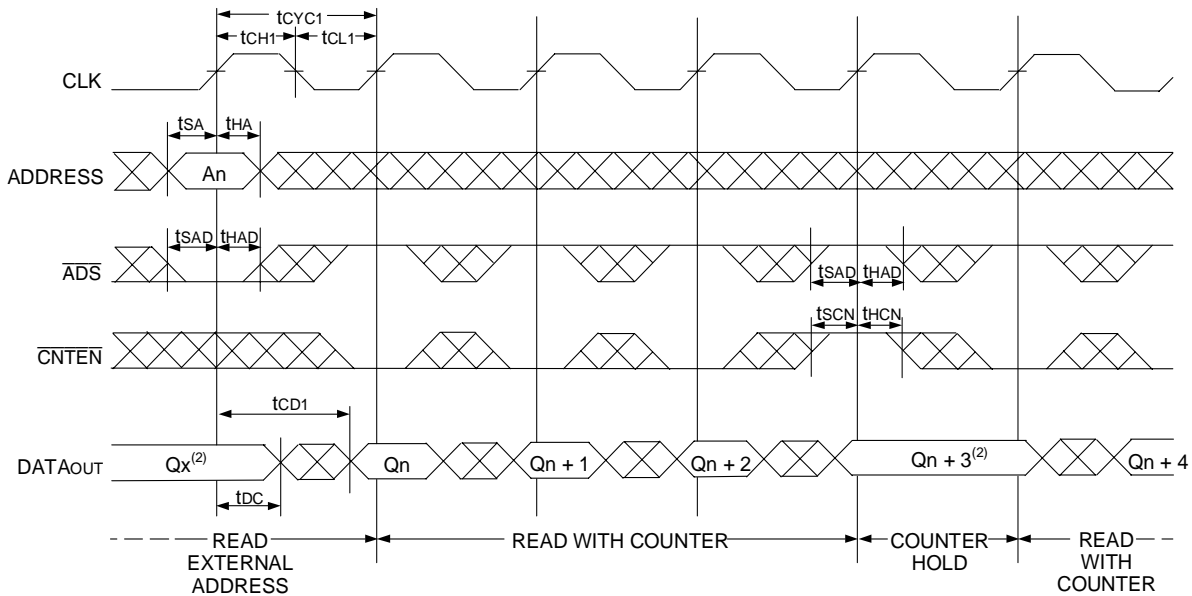 tCYC1
tCH1 tCL1
CLK
tSA tHA
ADDRESS An
tSAD tHAD
ADS
tSAD tHAD
tSCN tHCN
CNTEN
tCD1
DATAOUT Qx(2) Qn Qn + 1 Qn + 2 Qn + 3(2) Qn + 4
tDC
READ EXTERNAL ADDRESS
READ WITH COUNTER
COUNTER HOLD
READ WITH COUNTER